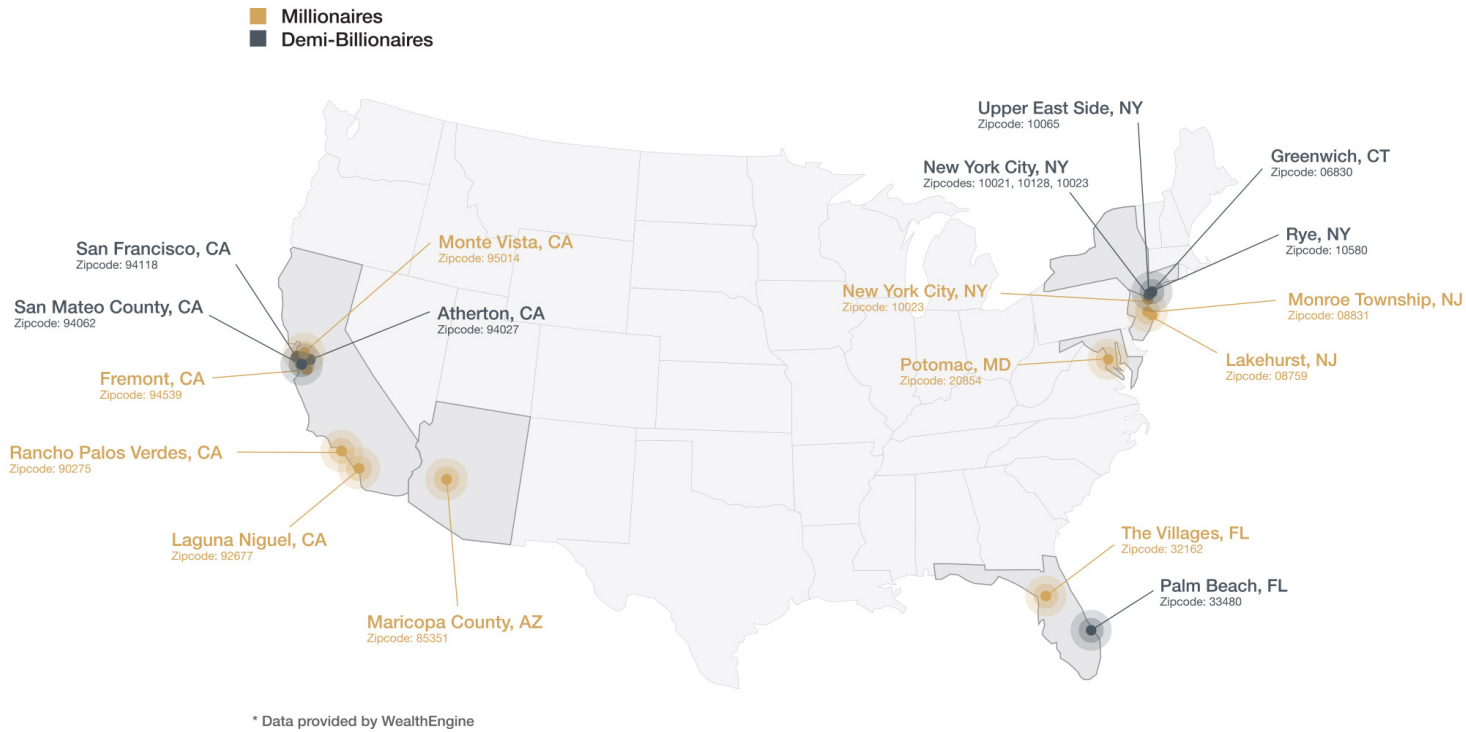 Millionaires
Demi-Billionaires
Upper East Side, NY
Zipcode: 10065
New York City, NY
Zipcodes: 10021, 10128, 10023
Greenwich, CT
Zipcode: 06830
Rye, NY
Zipcode: 10580
San Francisco, CA
Zipcode: 94118
Monte Vista, CA
Zipcode: 95014
San Mateo County, CA
Zipcode: 94062
Atherton, CA
Zipcode: 94027
New York City, NY
Zipcode: 10023
Monroe Township, NJ
Zipcode: 08831
Fremont, CA
Zipcode: 94539
Potomac, MD
Zipcode: 20854
Lakehurst, NJ
Zipcode: 08759
Rancho Palos Verdes, CA
Zipcode: 90275
Laguna Niguel, CA
Zipcode: 92677
The Villages, FL
Zipcode: 32162
Palm Beach, FL
Zipcode: 33480
Maricopa County, AZ
Zipcode: 85351
* Data provided by WealthEngine